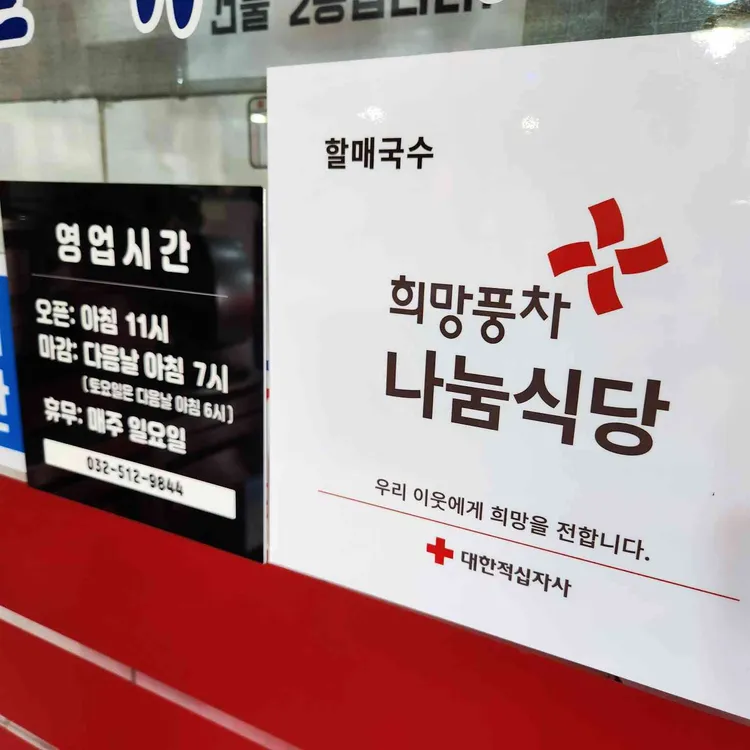 영업시간
오픈: 아침 11시
마감: 다음날 아침 7시
(토요일은 다음날 아침 6시)
휴무: 매주 일요일
032-512-9844
할매국수
희망풍차
나눔식당
우리 이웃에게 희망을 전합니다.
대한적십자사